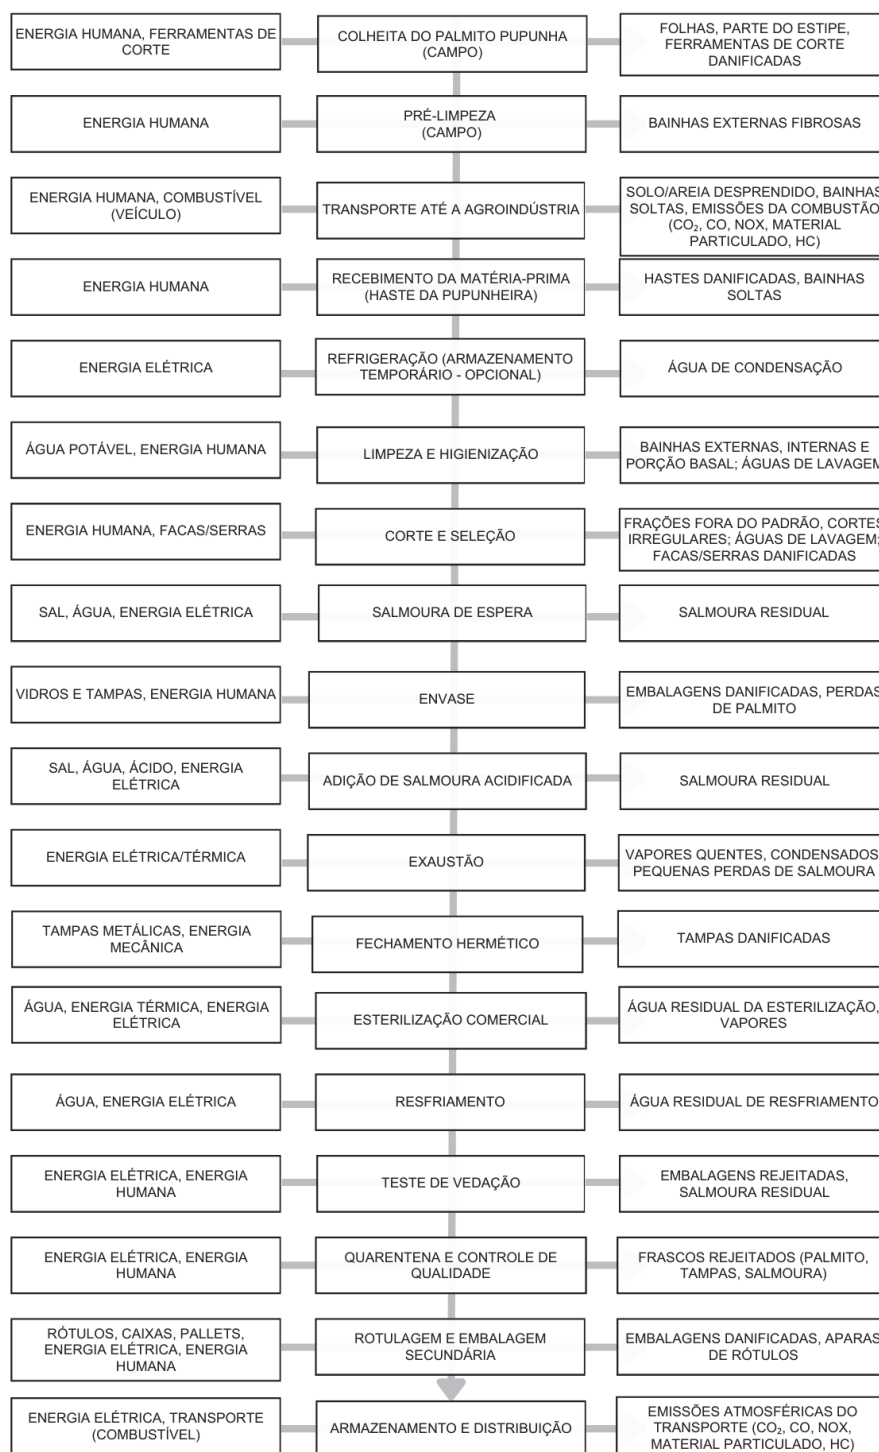 ENERGIA HUMANA, FERRAMENTAS DE
CORTE
COLHEITA DO PALMITO PUPUNHA
(CAMPO)
FOLHAS, PARTE DO ESTIPE,
FERRAMENTAS DE CORTE
DANIFICADAS
ENERGIA HUMANA
PRÉ-LIMPEZA
(CAMPO)
BAINHAS EXTERNAS FIBROSAS
ENERGIA HUMANA, COMBUSTÍVEL
(VEÍCULO)
TRANSPORTE ATÉ A AGROINDÚSTRIA
SOLO/AREIA DESPRENDIDO, BAINHAS
SOLTAS, EMISSÕES DA COMBUSTÃO
(CO₂, CO, NOX, MATERIAL
PARTICULADO, HC)
ENERGIA HUMANA
RECEBIMENTO DA MATÉRIA-PRIMA
(HASTE DA PUPUNHEIRA)
HASTES DANIFICADAS, BAINHAS
SOLTAS
ENERGIA ELÉTRICA
REFRIGERAÇÃO (ARMAZENAMENTO
TEMPORÁRIO - OPCIONAL)
ÁGUA DE CONDENSAÇÃO
ÁGUA POTÁVEL, ENERGIA HUMANA
LIMPEZA E HIGIENIZAÇÃO
BAINHAS EXTERNAS, INTERNAS E
PORÇÃO BASAL; ÁGUAS DE LAVAGEM
ENERGIA HUMANA, FACAS/SERRAS
CORTE E SELEÇÃO
FRAÇÕES FORA DO PADRÃO, CORTES
IRREGULARES; ÁGUAS DE LAVAGEM;
FACAS/SERRAS DANIFICADAS
SAL, ÁGUA, ENERGIA ELÉTRICA
SALMOURA DE ESPERA
SALMOURA RESIDUAL
VIDROS E TAMPAS, ENERGIA HUMANA
ENVASE
EMBALAGENS DANIFICADAS, PERDAS
DE PALMITO
SAL, ÁGUA, ÁCIDO, ENERGIA
ELÉTRICA
ADIÇÃO DE SALMOURA ACIDIFICADA
SALMOURA RESIDUAL
ENERGIA ELÉTRICA/TÉRMICA
EXAUSTÃO
VAPORES QUENTES, CONDENSADOS,
PEQUENAS PERDAS DE SALMOURA
TAMPAS METÁLICAS, ENERGIA
MECÂNICA
FECHAMENTO HERMÉTICO
TAMPAS DANIFICADAS
ÁGUA, ENERGIA TÉRMICA, ENERGIA
ELÉTRICA
ESTERILIZAÇÃO COMERCIAL
ÁGUA RESIDUAL DA ESTERILIZAÇÃO,
VAPORES
ÁGUA, ENERGIA ELÉTRICA
RESFRIAMENTO
ÁGUA RESIDUAL DE RESFRIAMENTO
ENERGIA ELÉTRICA, ENERGIA
HUMANA
TESTE DE VEDAÇÃO
EMBALAGENS REJEITADAS,
SALMOURA RESIDUAL
ENERGIA ELÉTRICA, ENERGIA
HUMANA
QUARENTENA E CONTROLE DE
QUALIDADE
FRASCOS REJEITADOS (PALMITO,
TAMPAS, SALMOURA)
RÓTULOS, CAIXAS, PALLETS,
ENERGIA ELÉTRICA, ENERGIA
HUMANA
ROTULAGEM E EMBALAGEM
SECUNDÁRIA
EMBALAGENS DANIFICADAS, APARAS
DE RÓTULOS
ENERGIA ELÉTRICA, TRANSPORTE
(COMBUSTÍVEL)
ARMAZENAMENTO E DISTRIBUIÇÃO
EMISSÕES ATMOSFÉRICAS DO
TRANSPORTE (CO₂, CO, NOX,
MATERIAL PARTICULADO, HC)